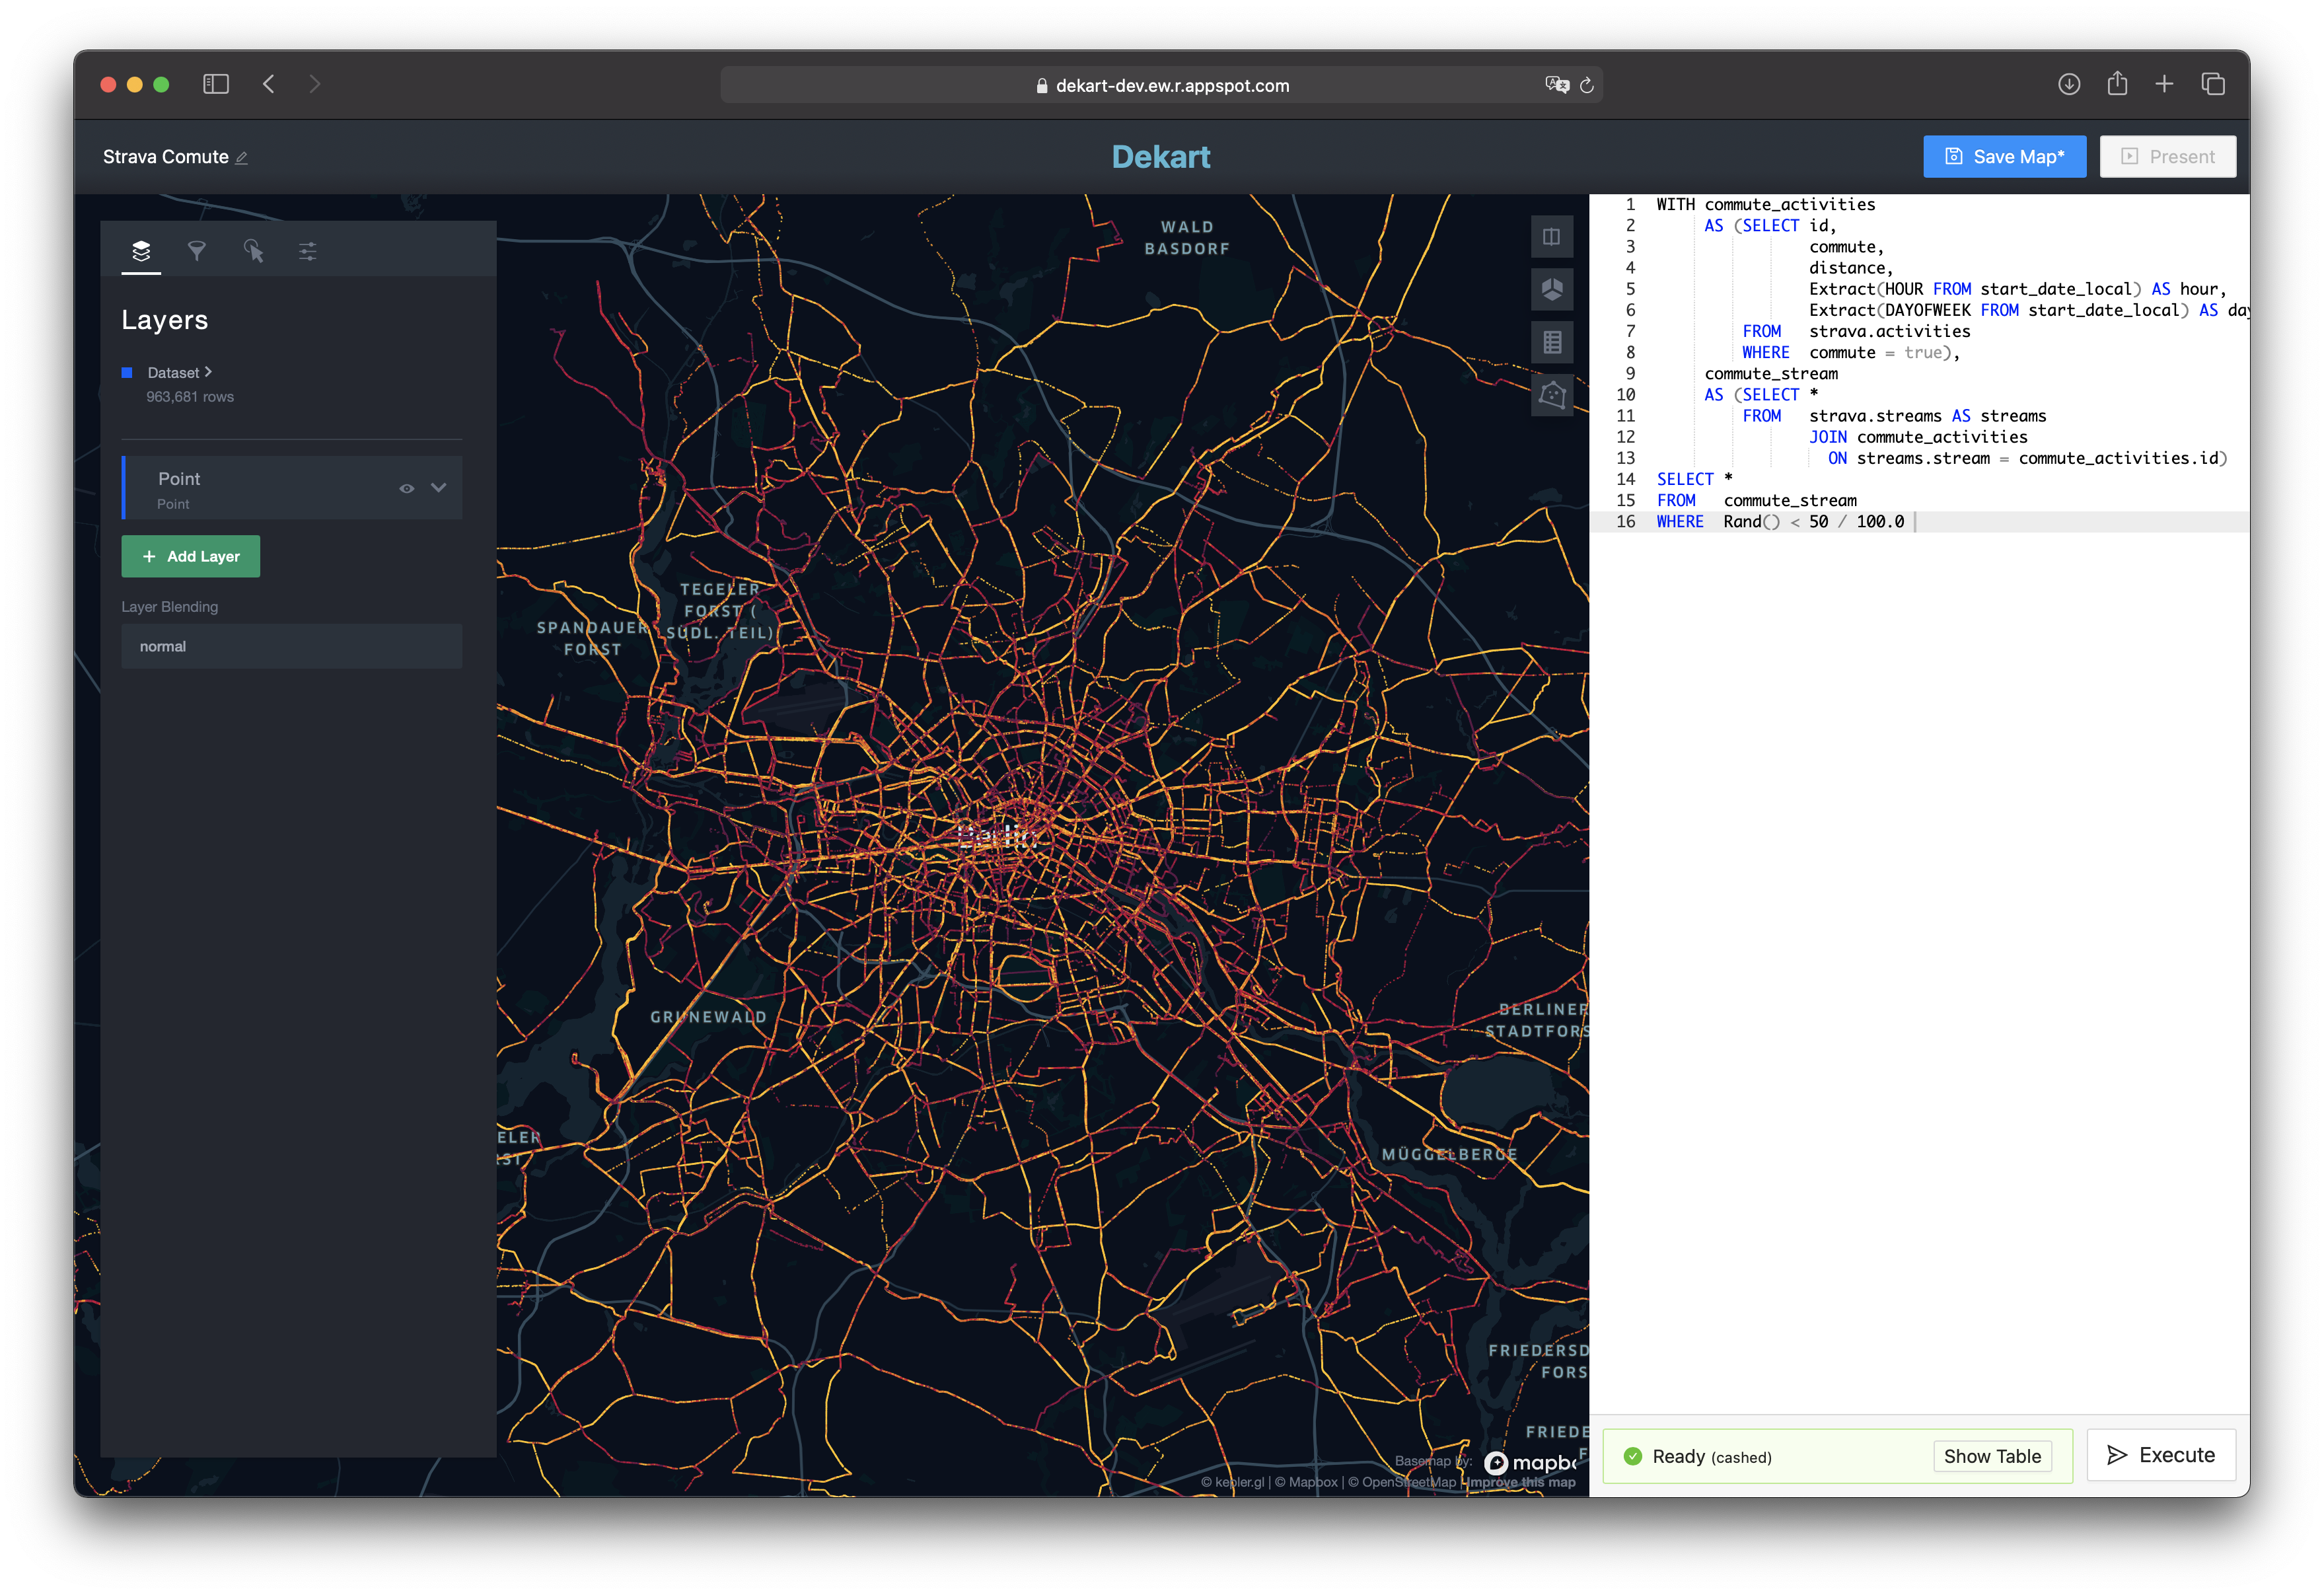 dekart-dev.ew.r.appspot.com
Strava Comute
Dekart
Save Map*
Present
Layers
Dataset
963,681 rows
Point
Point
+ Add Layer
Layer Blending
normal
WALD
BASDORF
TEGELER
FORST (
SÜDL. TEIL)
SPANDAUER
FORST
Berlin
GRUNEWALD
BERLINER
STADTFORS
ELER
MÜGGELBERGE
FRIEDERSD
FORS
FRIEDE
F
Basemap by: mapbo
© kepler.gl | © Mapbox | © OpenStreetMap | Improve this map
1 WITH commute_activities
2 AS (SELECT id,
3 commute,
4 distance,
5 Extract(HOUR FROM start_date_local) AS hour,
6 Extract(DAYOFWEEK FROM start_date_local) AS day
7 FROM strava.activities
8 WHERE commute = true),
9 commute_stream
10 AS (SELECT *
11 FROM strava.streams AS streams
12 JOIN commute_activities
13 ON streams.stream = commute_activities.id)
14 SELECT *
15 FROM commute_stream
16 WHERE Rand() < 50 / 100.0
Ready (cashed)
Show Table
Execute